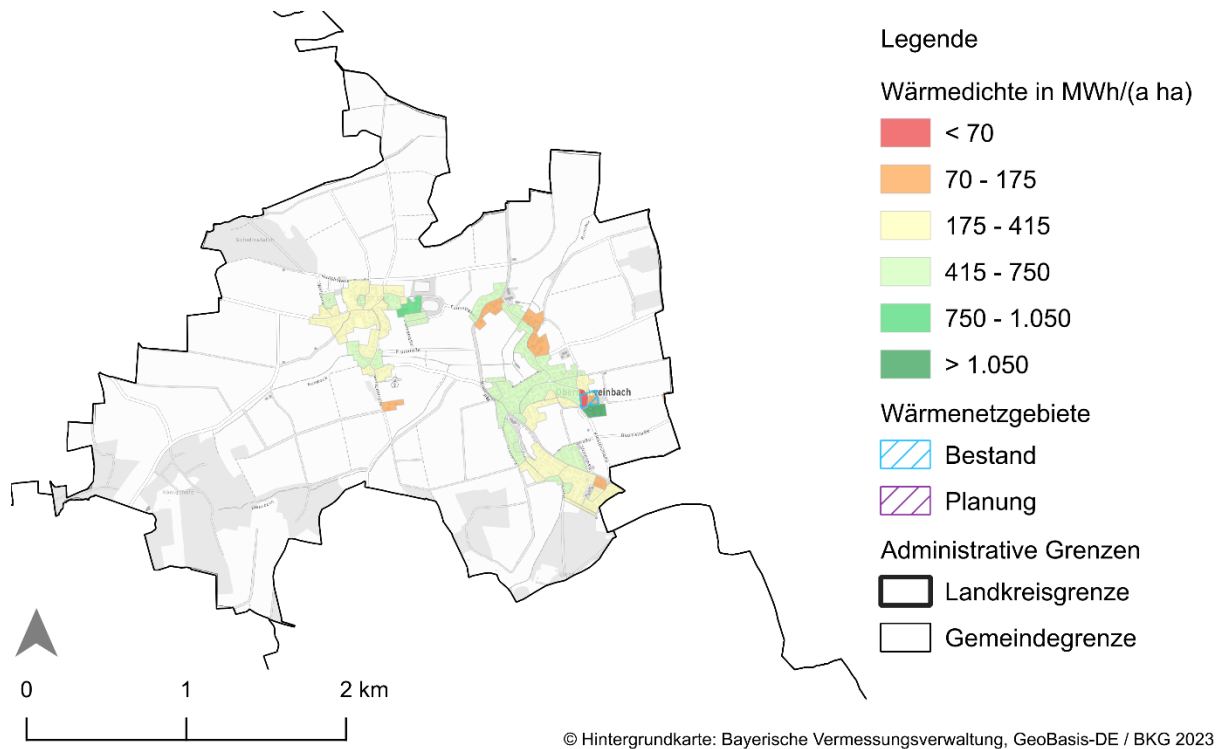 Legende
Wärmedichte in MWh/(a ha)
< 70
70 - 175
175 - 415
415 - 750
750 - 1.050
> 1.050
Wärmenetzgebiete
Bestand
Planung
Administrative Grenzen
Landkreisgrenze
Gemeindegrenze
0 1 2 km
© Hintergrundkarte: Bayerische Vermessungsverwaltung, GeoBasis-DE / BKG 2023